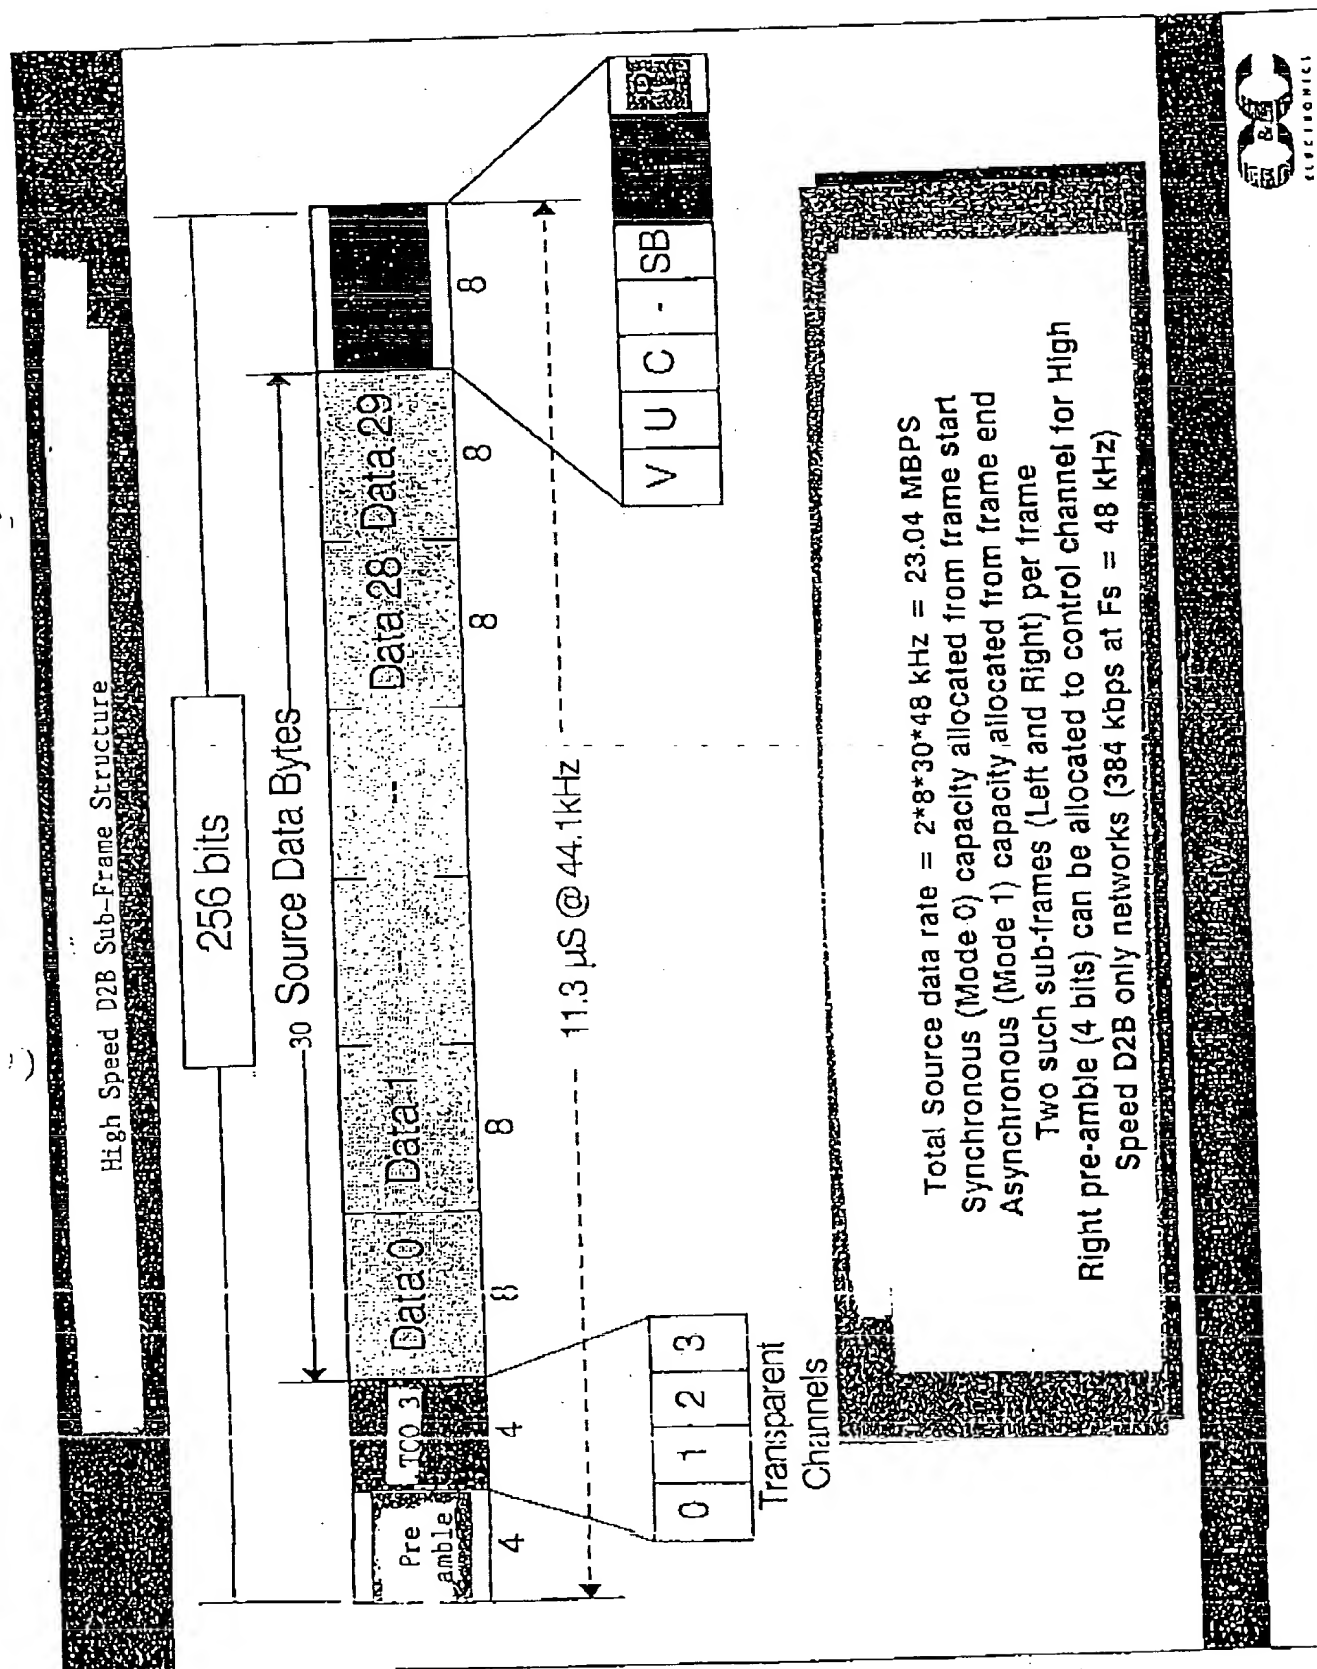 High Speed D2B Sub-Frame Structure
256 bits
30 Source Data Bytes
Pre
amble
TC0 3
Data 0
Data 1
--
--
Data 28
Data 29
4
4
8
8
8
8
8
11.3 µS @ 44.1kHz
0 1 2 3
Transparent
Channels
V U C - SB
Total Source data rate = 2*8*30*48 kHz = 23.04 MBPS
Synchronous (Mode 0) capacity allocated from frame start
Asynchronous (Mode 1) capacity allocated from frame end
Two such sub-frames (Left and Right) per frame
Right pre-amble (4 bits) can be allocated to control channel for High
Speed D2B only networks (384 kbps at Fs = 48 kHz)
C&C
ELECTRONICS